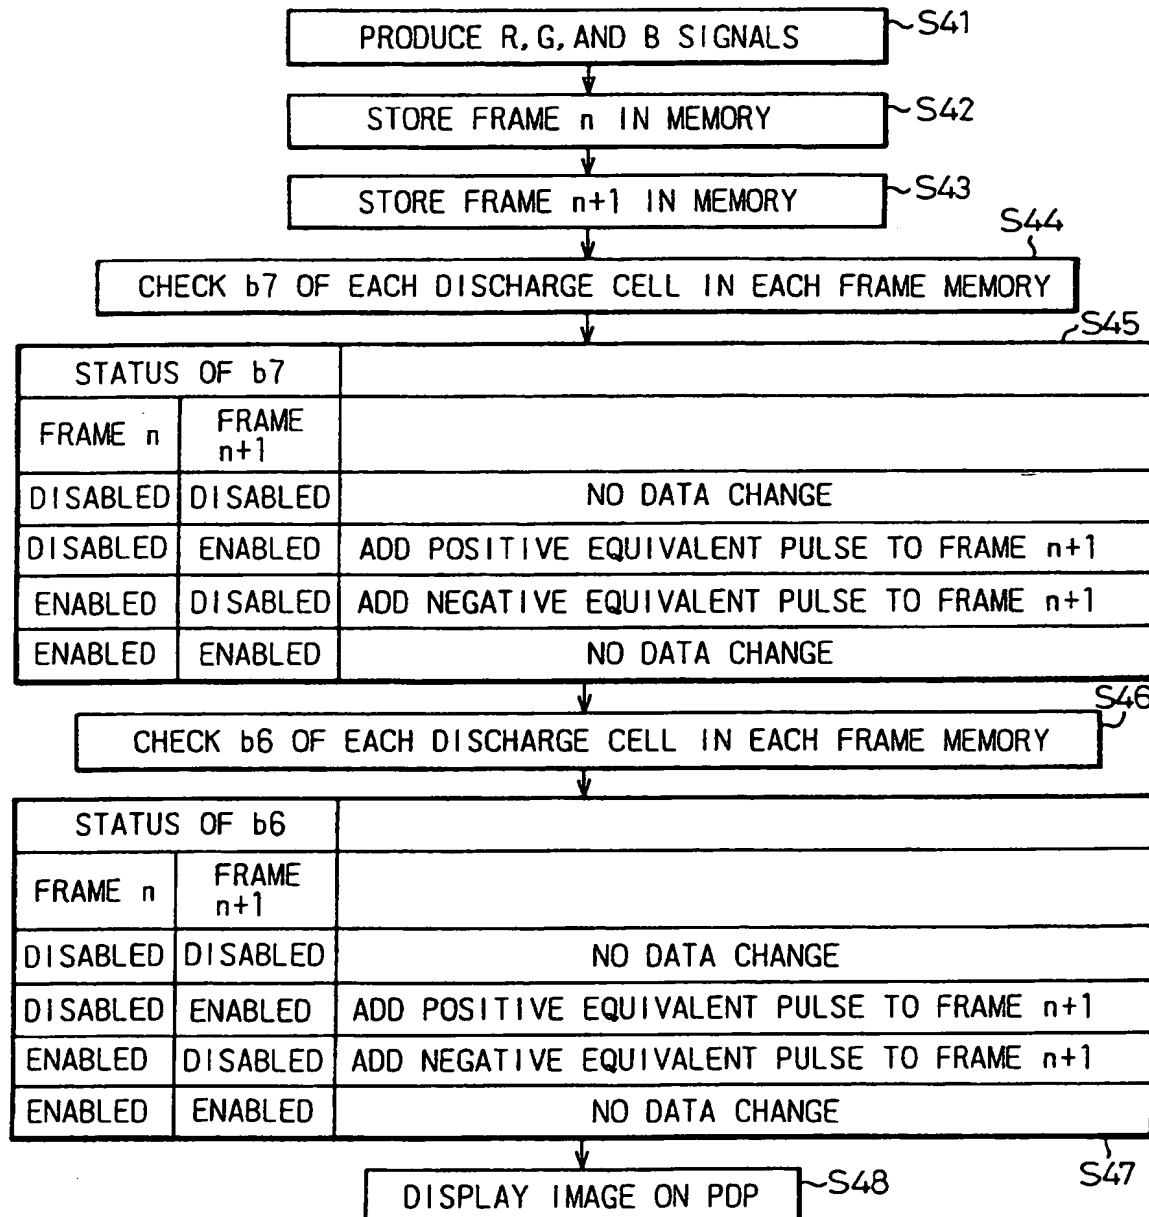 PRODUCE R, G, AND B SIGNALS
S41
STORE FRAME n IN MEMORY
S42
STORE FRAME n+1 IN MEMORY
S43
S44
CHECK b7 OF EACH DISCHARGE CELL IN EACH FRAME MEMORY
S45
STATUS OF b7
FRAME n
FRAME
n+1
DISABLED DISABLED NO DATA CHANGE
DISABLED ENABLED ADD POSITIVE EQUIVALENT PULSE TO FRAME n+1
ENABLED DISABLED ADD NEGATIVE EQUIVALENT PULSE TO FRAME n+1
ENABLED ENABLED NO DATA CHANGE
S46
CHECK b6 OF EACH DISCHARGE CELL IN EACH FRAME MEMORY
STATUS OF b6
FRAME n
FRAME
n+1
DISABLED DISABLED NO DATA CHANGE
DISABLED ENABLED ADD POSITIVE EQUIVALENT PULSE TO FRAME n+1
ENABLED DISABLED ADD NEGATIVE EQUIVALENT PULSE TO FRAME n+1
ENABLED ENABLED NO DATA CHANGE
S47
DISPLAY IMAGE ON PDP
S48